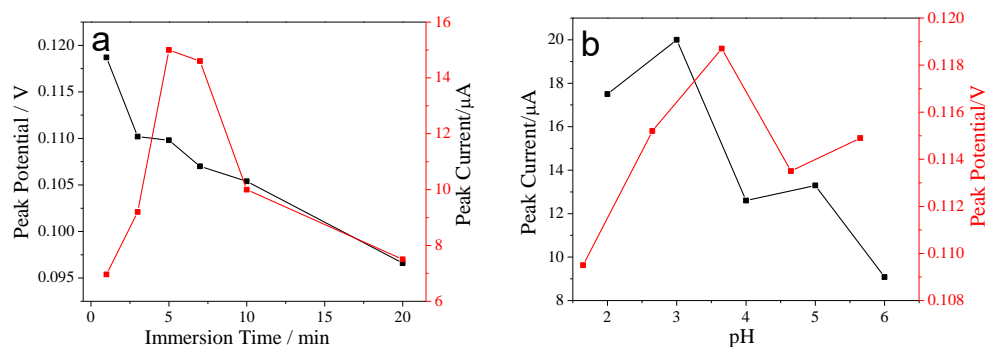 a
Peak Potential / V
0.120
0.115
0.110
0.105
0.100
0.095
0 5 10 15 20
Immersion Time / min
16
14
12
10
8
6
Peak Current/μA
b
Peak Current/μA
20
18
16
14
12
10
8
2 3 4 5 6
pH
0.120
0.118
0.116
0.114
0.112
0.110
0.108
Peak Potential/V